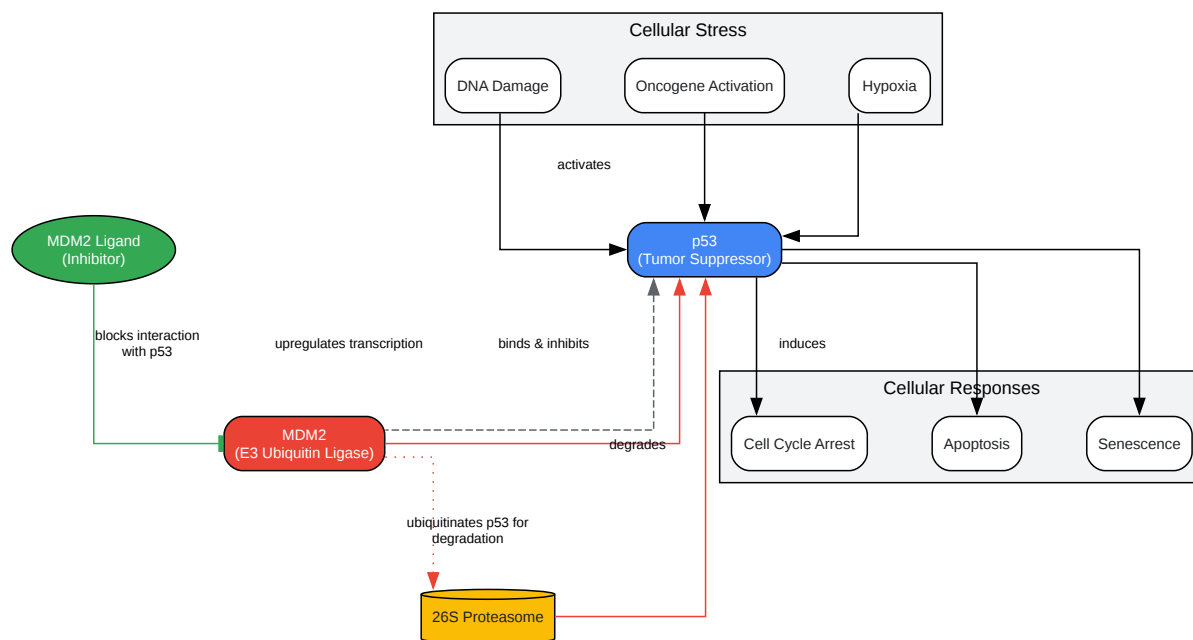 Cellular Stress
DNA Damage
Oncogene Activation
Hypoxia
activates
MDM2 Ligand
(Inhibitor)
p53
(Tumor Suppressor)
blocks interaction
with p53
upregulates transcription
binds & inhibits
induces
Cellular Responses
MDM2
(E3 Ubiquitin Ligase)
degrades
Cell Cycle Arrest
Apoptosis
Senescence
ubiquitinates p53 for
degradation
26S Proteasome